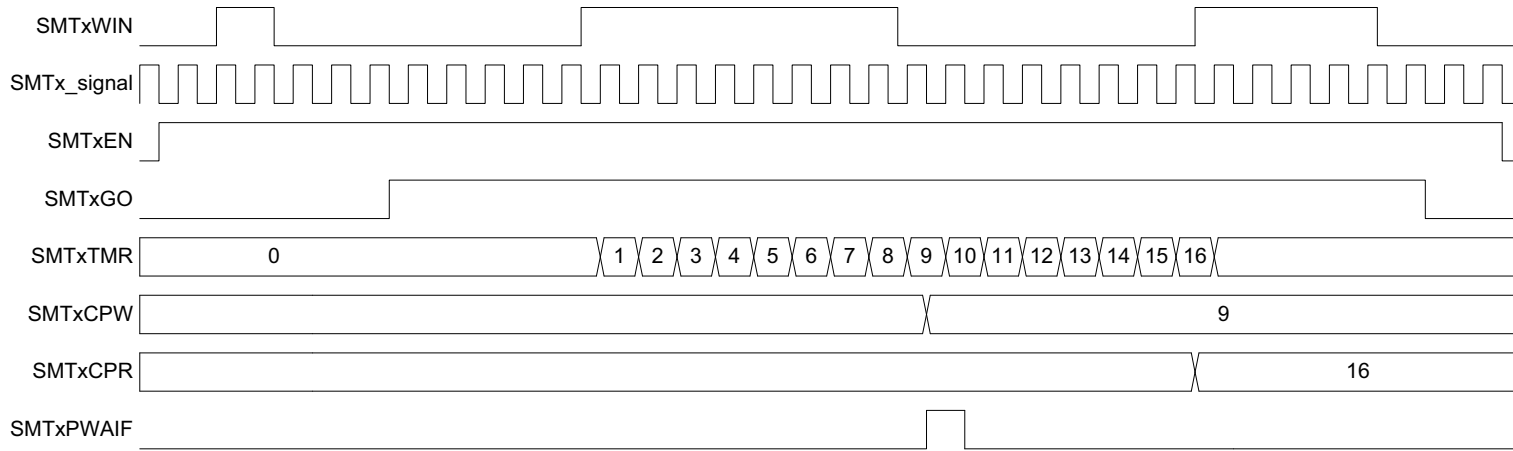 SMTxWIN
SMTx_signal
SMTxEN
SMTxGO
SMTxTMR 0 1 2 3 4 5 6 7 8 9 10 11 12 13 14 15 16
SMTxCPW 9
SMTxCPR 16
SMTxPWAIF